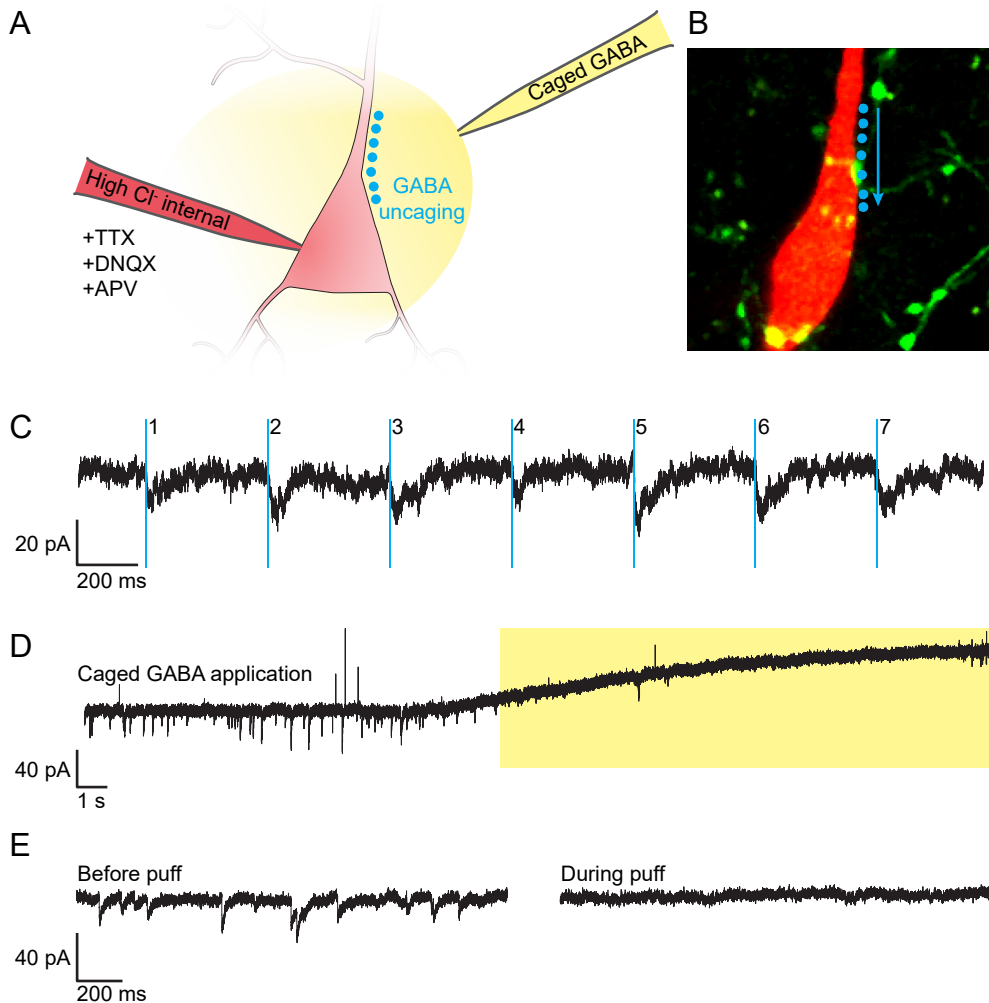 A
Caged GABA
High Cl- internal
+TTX
+DNQX
+APV
GABA
uncaging
B
C
1 2 3 4 5 6 7
20 pA
200 ms
D
Caged GABA application
40 pA
1 s
E
Before puff
During puff
40 pA
200 ms